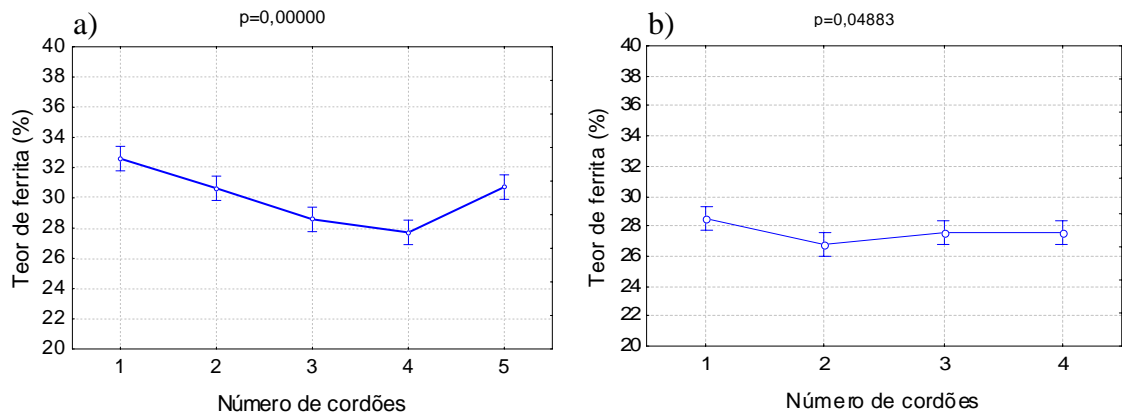 a)
p=0,00000
40
38
36
34
32
30
28
26
24
22
20
Teor de ferrita (%)
1 2 3 4 5
Número de cordões
b)
p=0,04883
40
38
36
34
32
30
28
26
24
22
20
Teor de ferrita (%)
1 2 3 4
Número de cordões